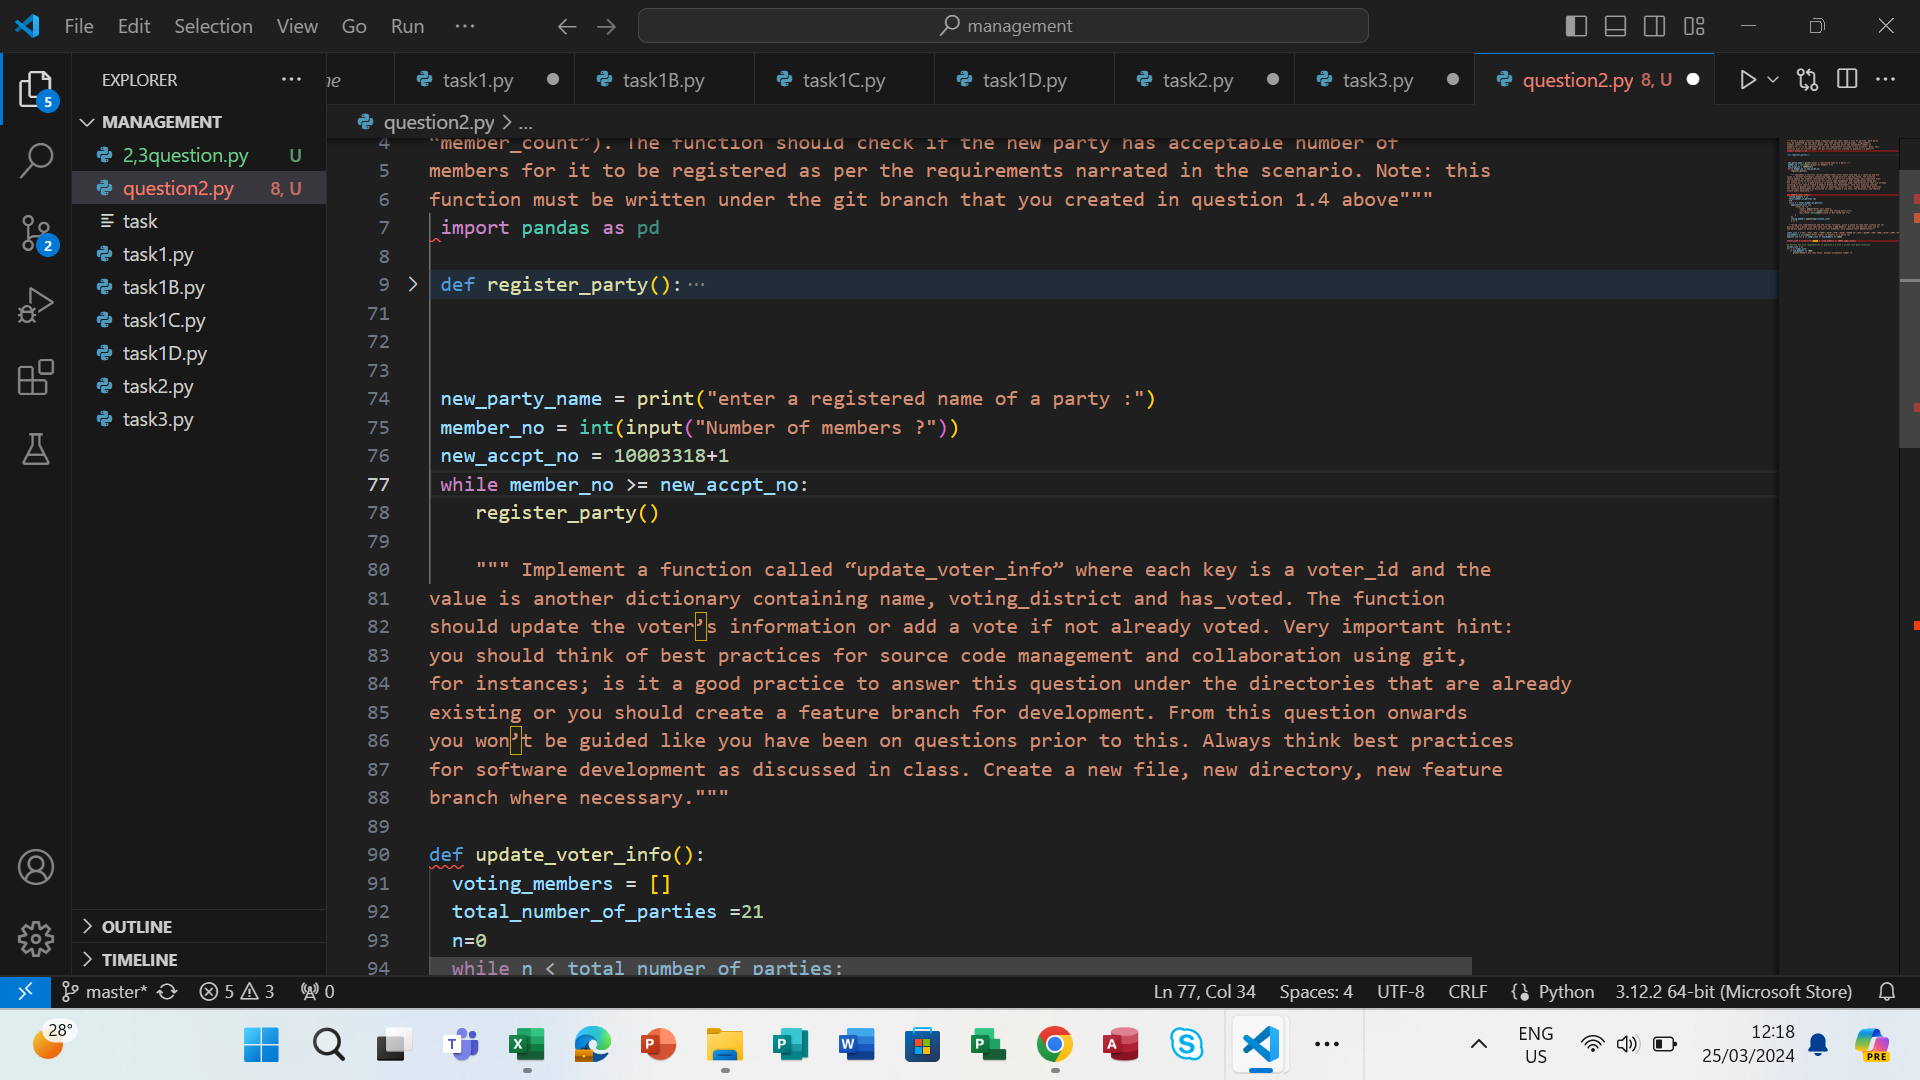 File Edit Selection View Go Run ···
management
EXPLORER ···
MANAGEMENT
2,3question.py U
question2.py 8, U
task
task1.py
task1B.py
task1C.py
task1D.py
task2.py
task3.py
OUTLINE
TIMELINE
5
2
ne task1.py task1B.py task1C.py task1D.py task2.py task3.py question2.py 8, U
question2.py > ...
4 “member_count”). The function should check if the new party has acceptable number of
5 members for it to be registered as per the requirements narrated in the scenario. Note: this
6 function must be written under the git branch that you created in question 1.4 above"""
7 import pandas as pd
8
9 def register_party():···
71
72
73
74 new_party_name = print("enter a registered name of a party :")
75 member_no = int(input("Number of members ?"))
76 new_accpt_no = 10003318+1
77 while member_no >= new_accpt_no:
78 register_party()
79
80 """ Implement a function called “update_voter_info” where each key is a voter_id and the
81 value is another dictionary containing name, voting_district and has_voted. The function
82 should update the voter’s information or add a vote if not already voted. Very important hint:
83 you should think of best practices for source code management and collaboration using git,
84 for instances; is it a good practice to answer this question under the directories that are already
85 existing or you should create a feature branch for development. From this question onwards
86 you won’t be guided like you have been on questions prior to this. Always think best practices
87 for software development as discussed in class. Create a new file, new directory, new feature
88 branch where necessary."""
89
90 def update_voter_info():
91 voting_members = []
92 total_number_of_parties =21
93 n=0
94 while n < total_number_of_parties:
master* 5 3 0 Ln 77, Col 34 Spaces: 4 UTF-8 CRLF Python 3.12.2 64-bit (Microsoft Store)
28° ENG 12:18
US 25/03/2024 PRE